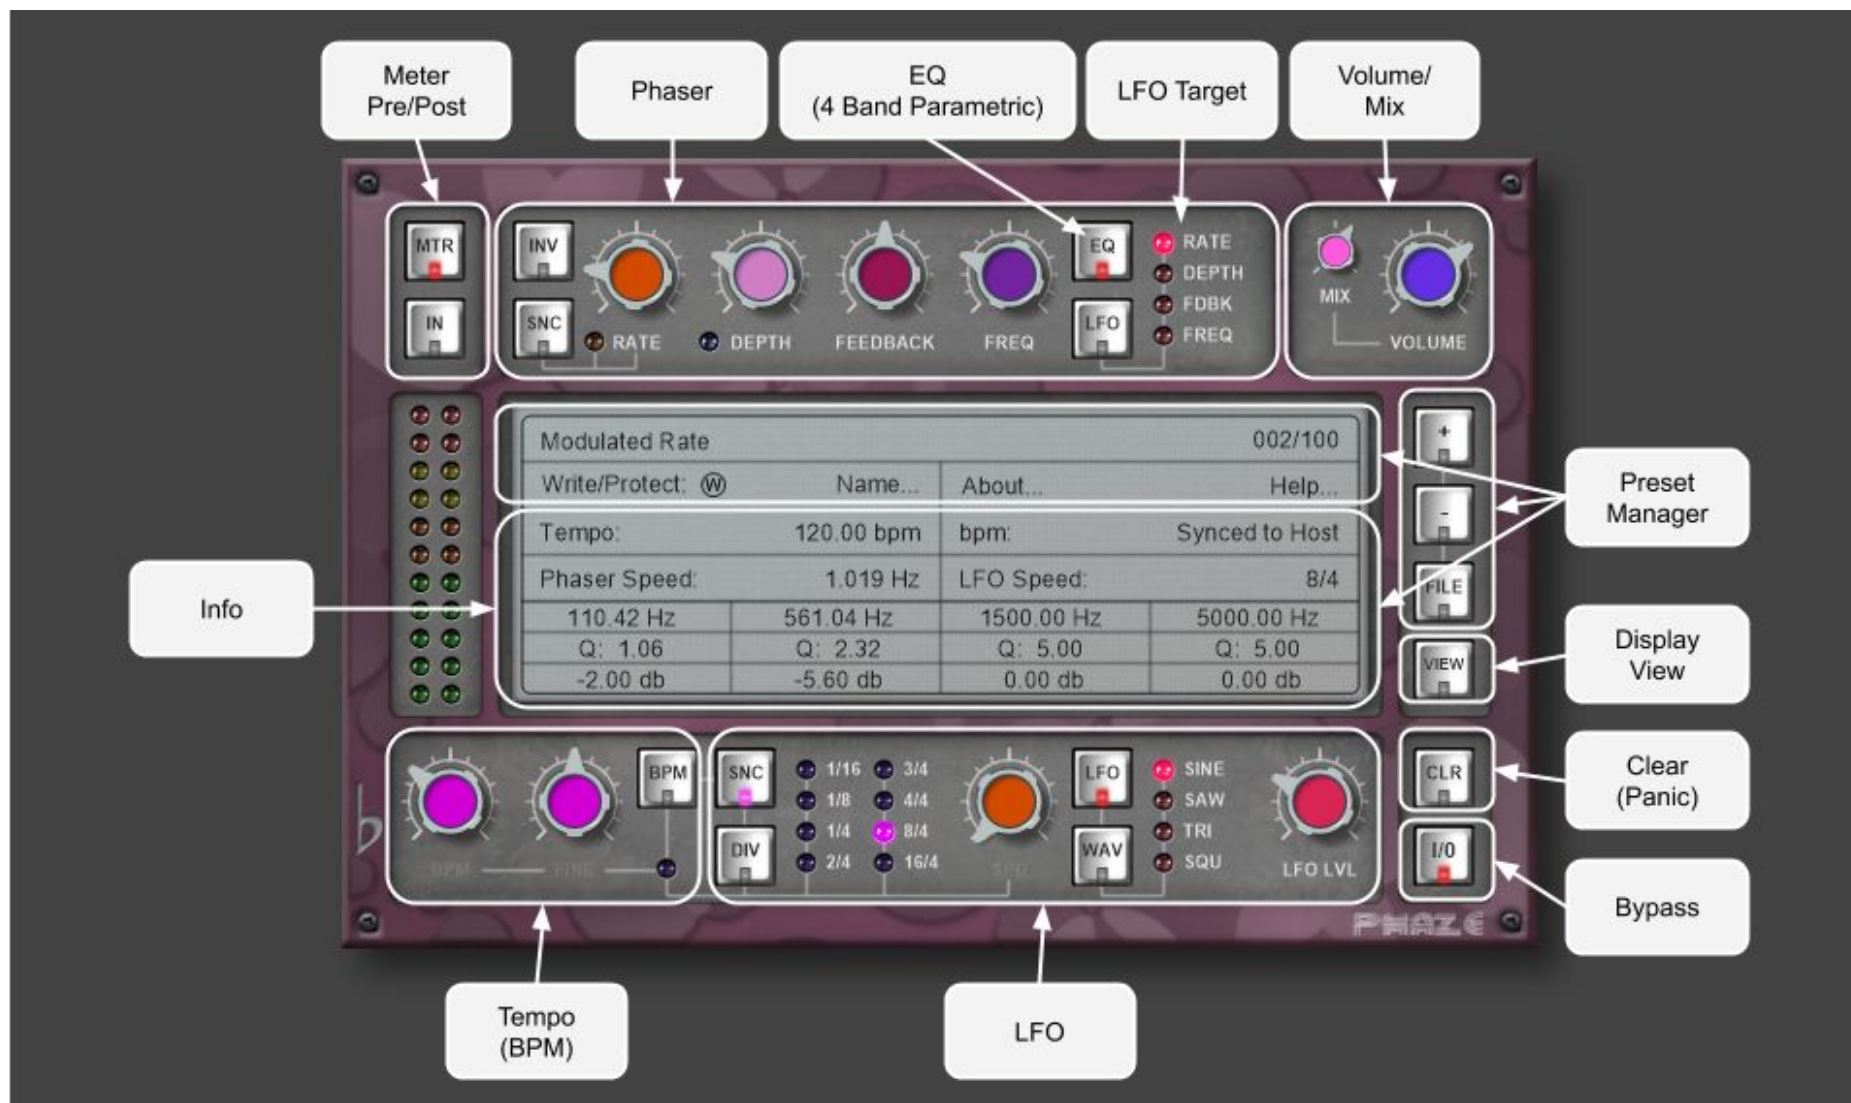 Meter
Pre/Post
Phaser
EQ
(4 Band Parametric)
LFO Target
Volume/
Mix
MTR
IN
INV
SNC
RATE
DEPTH
FEEDBACK
FREQ
EQ
LFO
RATE
DEPTH
FDBK
FREQ
MIX
VOLUME
Modulated Rate 002/100
Write/Protect: W Name... About... Help...
Tempo: 120.00 bpm bpm: Synced to Host
Phaser Speed: 1.019 Hz LFO Speed: 8/4
110.42 Hz 561.04 Hz 1500.00 Hz 5000.00 Hz
Q: 1.06 Q: 2.32 Q: 5.00 Q: 5.00
-2.00 db -5.60 db 0.00 db 0.00 db
+
-
FILE
VIEW
CLR
I/0
Preset
Manager
Display
View
Clear
(Panic)
Bypass
Info
BPM
BPM
FINE
SNC
DIV
1/16 3/4
1/8 4/4
1/4 8/4
2/4 16/4
SPD
LFO
WAV
SINE
SAW
TRI
SQU
LFO LVL
PHAZE
Tempo
(BPM)
LFO